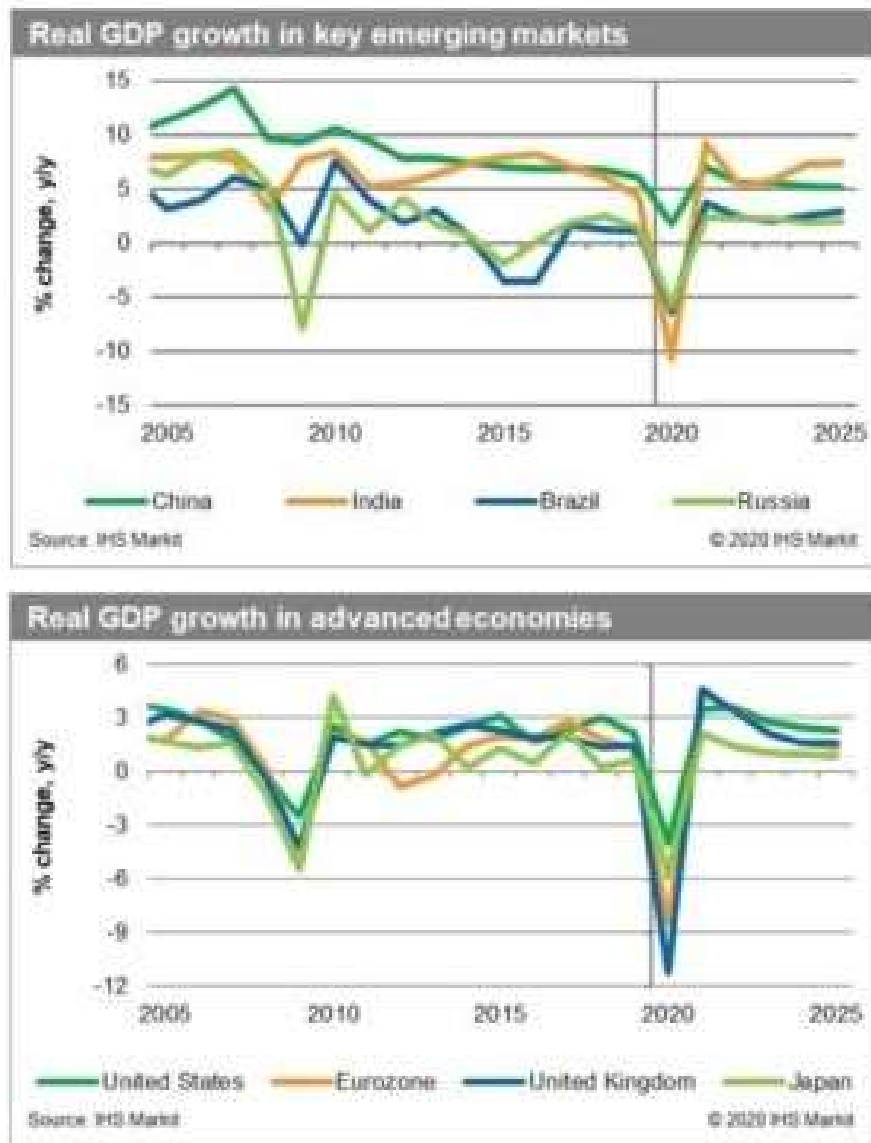 Real GDP growth in key emerging markets
15
10
5
0
-5
-10
-15
% change, y/y
2005 2010 2015 2020 2025
China India Brazil Russia
Source: IHS Markit © 2020 IHS Markit
Real GDP growth in advanced economies
6
3
0
-3
-6
-9
-12
% change, y/y
2005 2010 2015 2020 2025
United States Eurozone United Kingdom Japan
Source: IHS Markit © 2020 IHS Markit